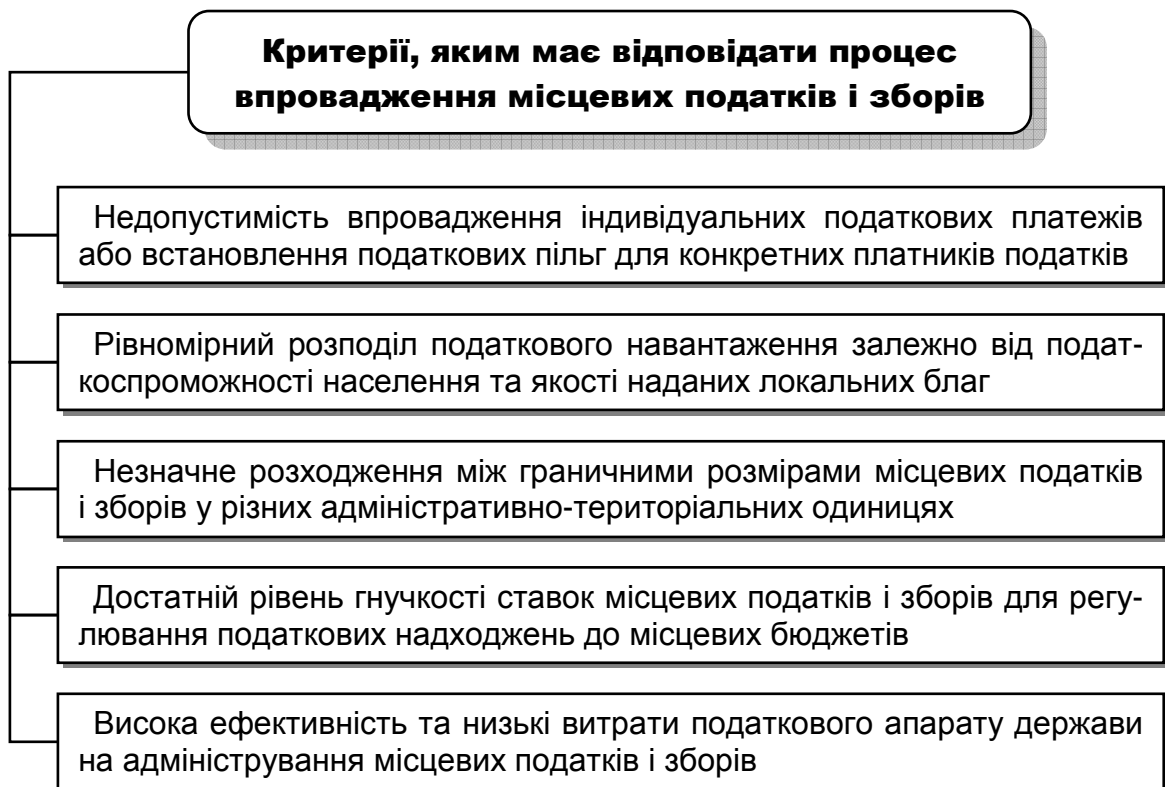 Критерії, яким має відповідати процес
впровадження місцевих податків і зборів
Недопустимість впровадження індивідуальних податкових платежів
або встановлення податкових пільг для конкретних платників податків
Рівномірний розподіл податкового навантаження залежно від подат-
коспроможності населення та якості наданих локальних благ
Незначне розходження між граничними розмірами місцевих податків
і зборів у різних адміністративно-територіальних одиницях
Достатній рівень гнучкості ставок місцевих податків і зборів для регу-
лювання податкових надходжень до місцевих бюджетів
Висока ефективність та низькі витрати податкового апарату держави
на адміністрування місцевих податків і зборів